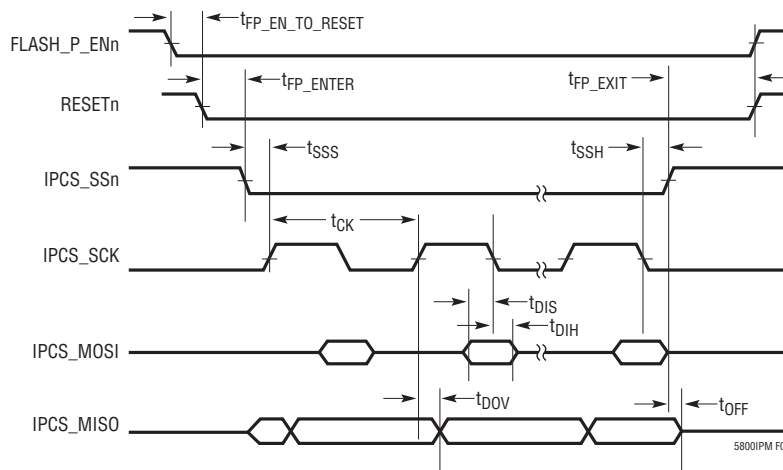 tFP_EN_TO_RESET
FLASH_P_ENn
tFP_ENTER
tFP_EXIT
RESETn
tSSS
tSSH
IPCS_SSn
tCK
IPCS_SCK
tDIS
tDIH
IPCS_MOSI
tDOV
tOFF
IPCS_MISO